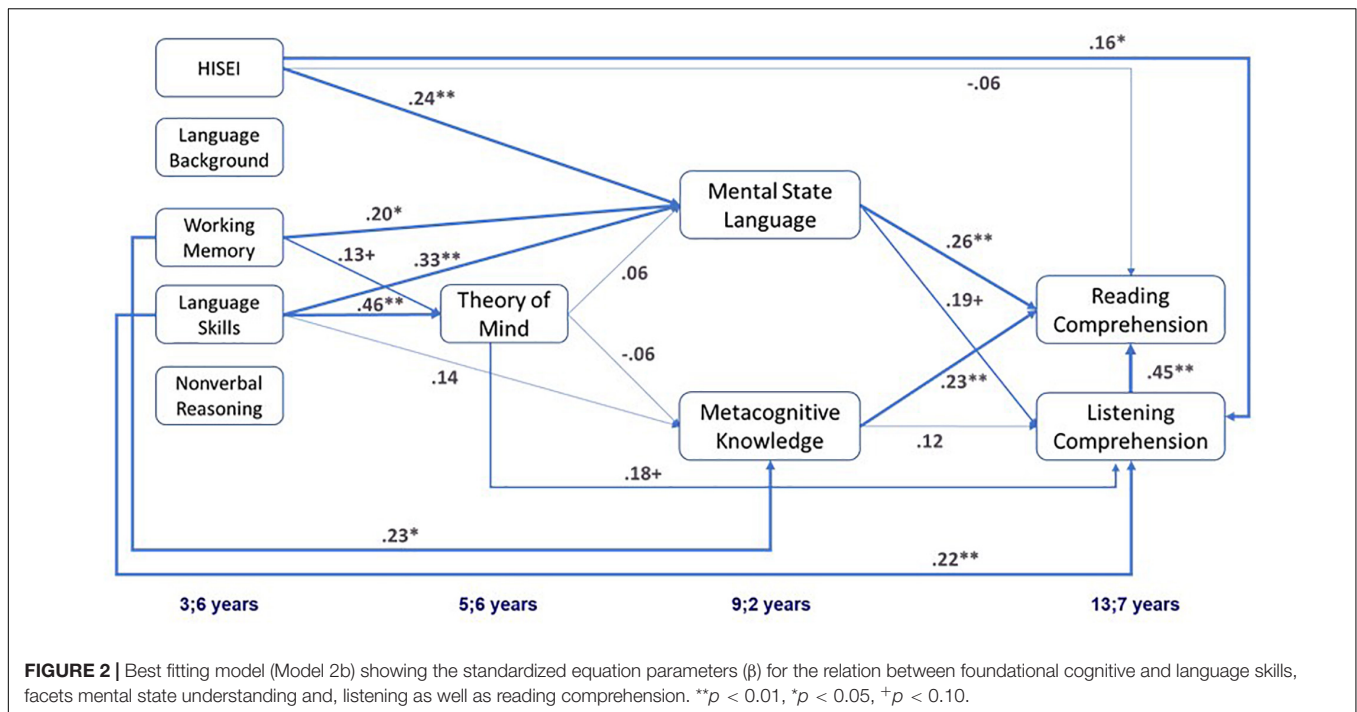 HISEI
.16*
-.06
.24**
Language
Background
Mental State
Language
Working
Memory
.20*
.13+
.33**
.26**
.06
.19+
Language
Skills
.46**
Theory of
Mind
Reading
Comprehension
-.06
.14
.45**
Nonverbal
Reasoning
.23**
Metacognitive
Knowledge
.12
Listening
Comprehension
.18+
.23*
.22**
3;6 years
5;6 years
9;2 years
13;7 years
FIGURE 2 | Best fitting model (Model 2b) showing the standardized equation parameters (β) for the relation between foundational cognitive and language skills,
facets mental state understanding and, listening as well as reading comprehension. **p < 0.01, *p < 0.05, +p < 0.10.